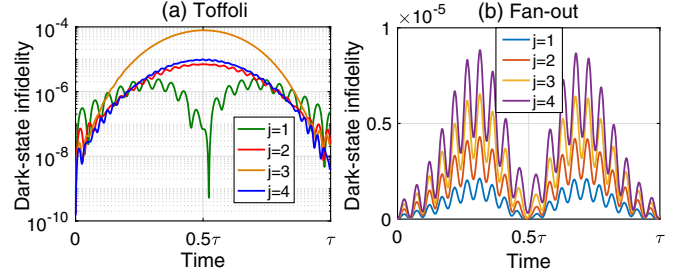 (a) Toffoli
Dark-state infidelity
10^-4
10^-6
10^-8
10^-10
j=1
j=2
j=3
j=4
0
0.5τ
τ
Time
(b) Fan-out
×10^-5
Dark-state infidelity
1
0.5
0
j=1
j=2
j=3
j=4
0
0.5τ
τ
Time